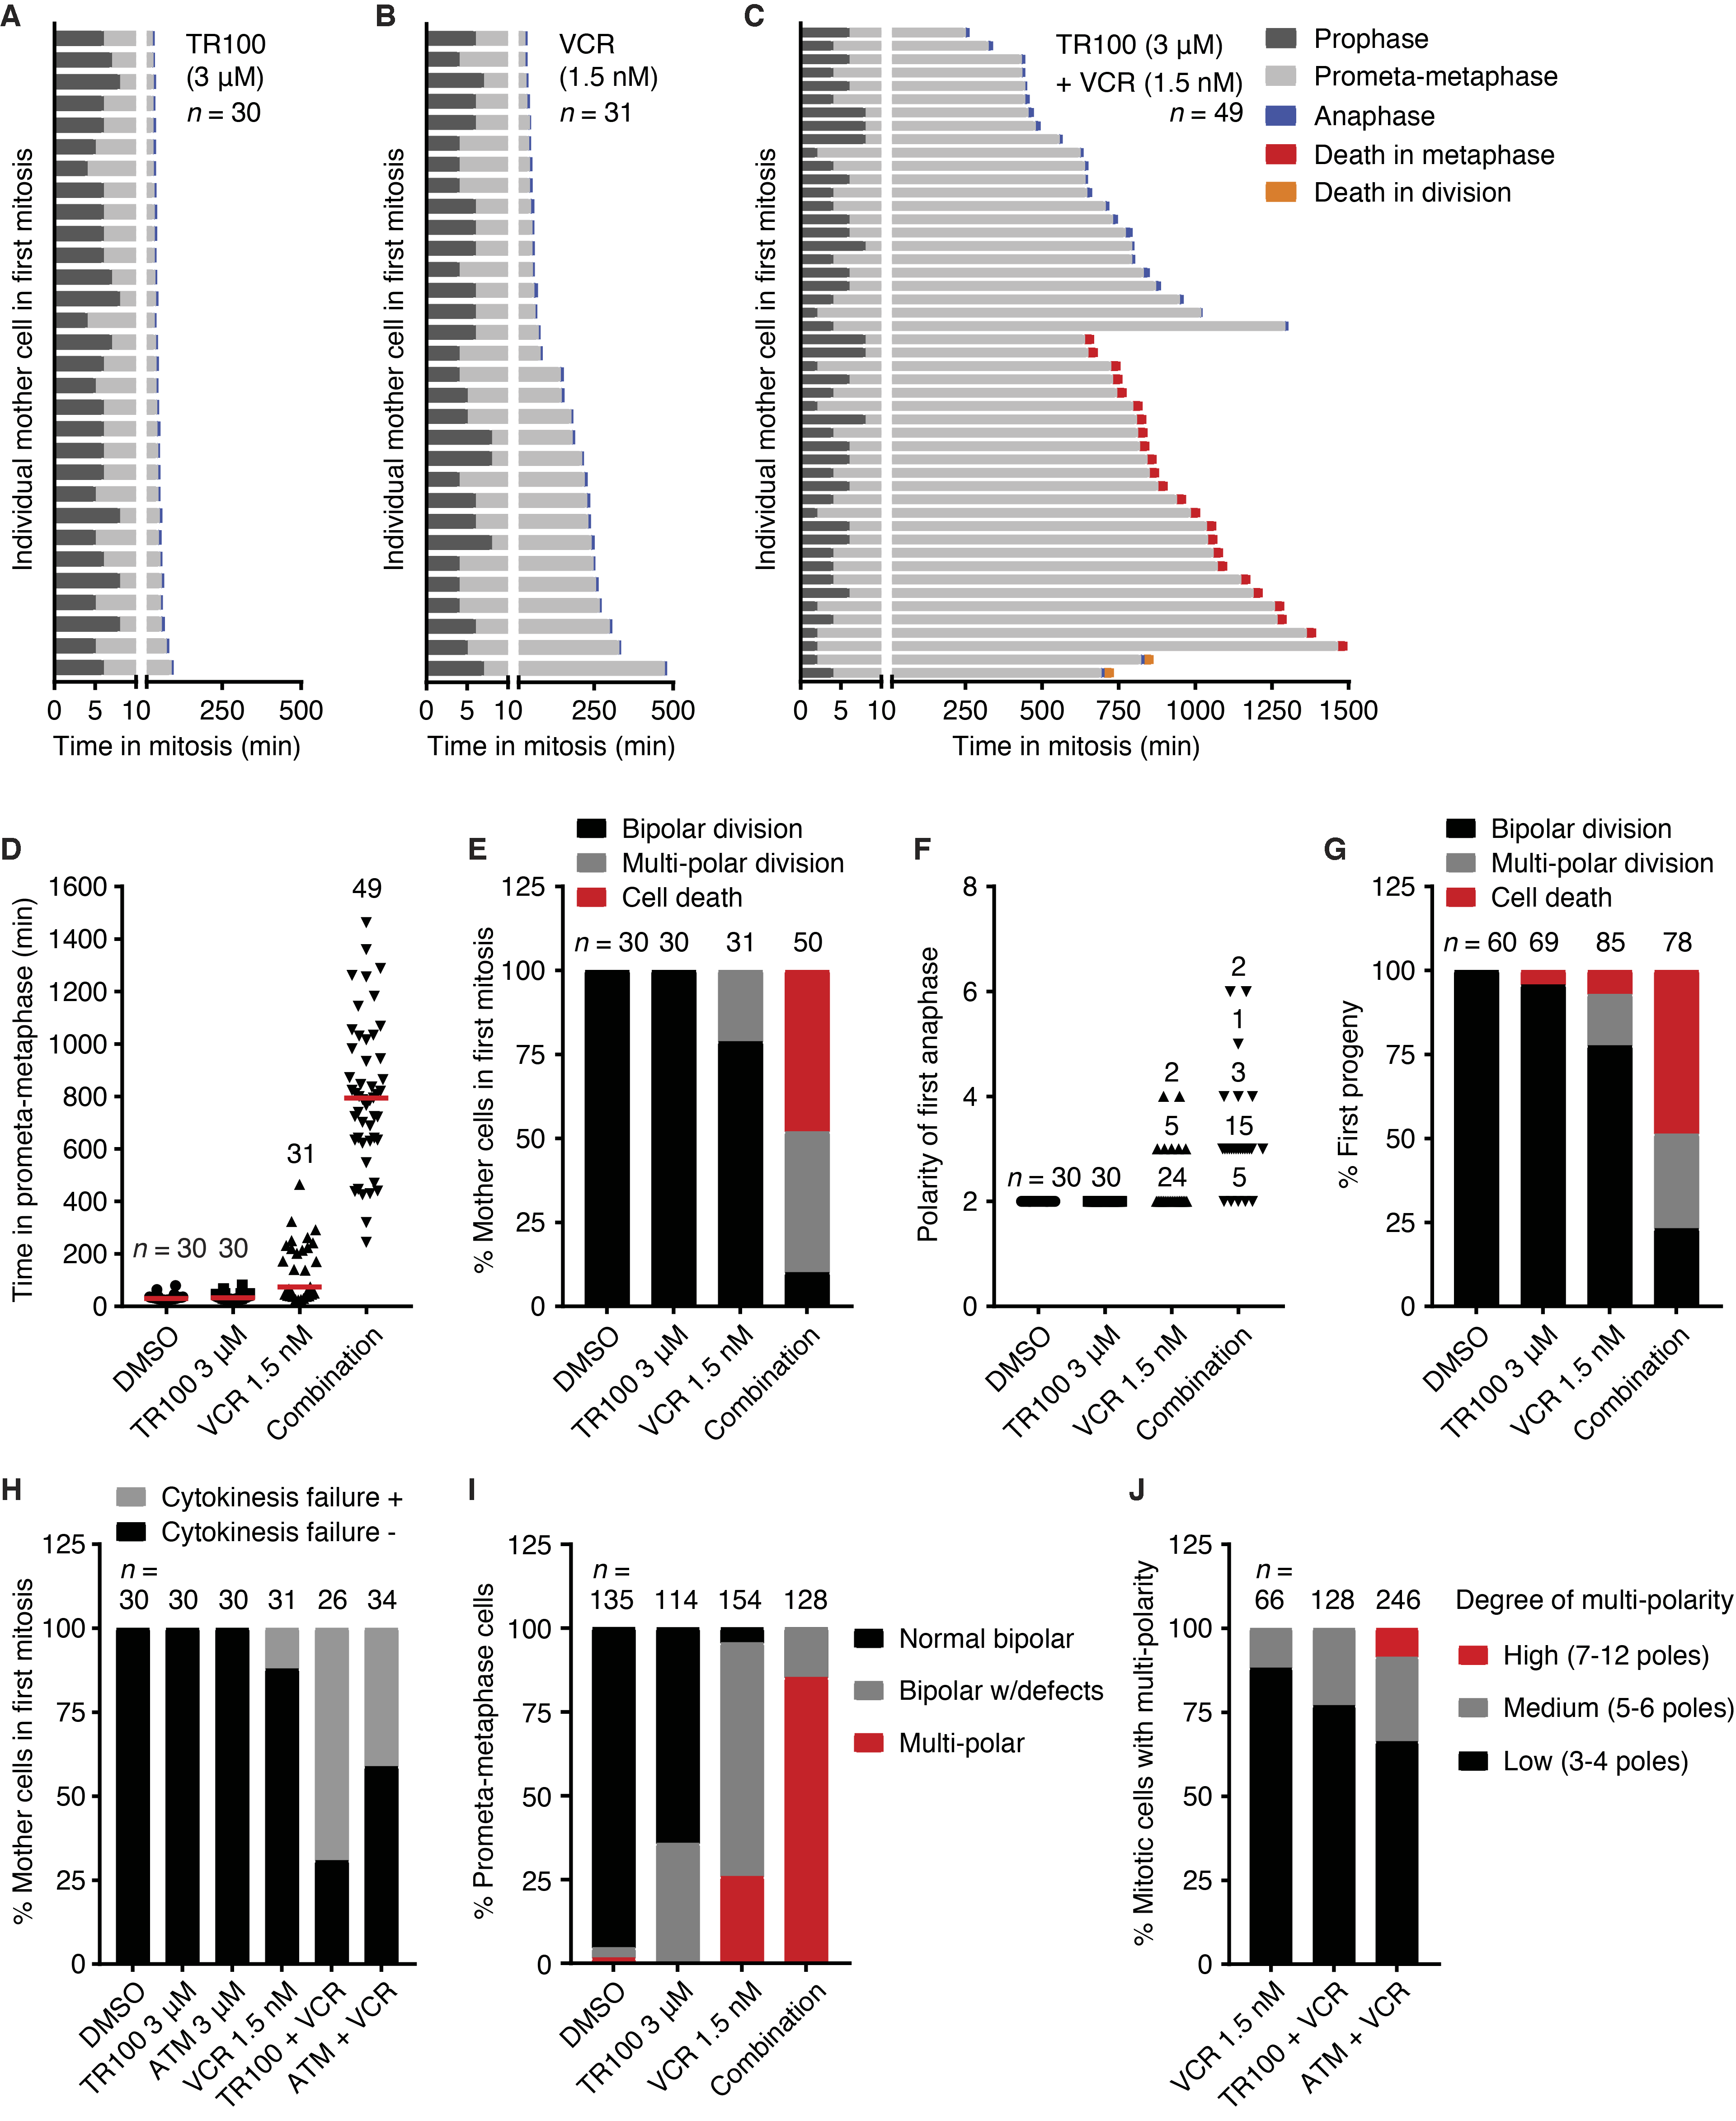 A
TR100
(3 µM)
n = 30
Individual mother cell in first mitosis
0 5 10 250 500
Time in mitosis (min)
B
VCR
(1.5 nM)
n = 31
Individual mother cell in first mitosis
0 5 10 250 500
Time in mitosis (min)
C
TR100 (3 µM)
+ VCR (1.5 nM)
n = 49
Individual mother cell in first mitosis
0 5 10 250 500 750 1000 1250 1500
Time in mitosis (min)
Prophase
Prometa-metaphase
Anaphase
Death in metaphase
Death in division
D
Time in prometa-metaphase (min)
1600
1400
1200
1000
800
600
400
200
0
n = 30 30 31 49
DMSO
TR100 3 µM
VCR 1.5 nM
Combination
E
Bipolar division
Multi-polar division
Cell death
% Mother cells in first mitosis
125
100
75
50
25
0
n = 30 30 31 50
DMSO
TR100 3 µM
VCR 1.5 nM
Combination
F
Polarity of first anaphase
8
6
4
2
0
n = 30 30
2
5
24
2
1
3
15
5
DMSO
TR100 3 µM
VCR 1.5 nM
Combination
G
Bipolar division
Multi-polar division
Cell death
% First progeny
125
100
75
50
25
0
n = 60 69 85 78
DMSO
TR100 3 µM
VCR 1.5 nM
Combination
H
Cytokinesis failure +
Cytokinesis failure -
% Mother cells in first mitosis
125
100
75
50
25
0
n =
30 30 30 31 26 34
DMSO
TR100 3 µM
ATM 3 µM
VCR 1.5 nM
TR100 + VCR
ATM + VCR
I
% Prometa-metaphase cells
125
100
75
50
25
0
n =
135 114 154 128
Normal bipolar
Bipolar w/defects
Multi-polar
DMSO
TR100 3 µM
VCR 1.5 nM
Combination
J
% Mitotic cells with multi-polarity
125
100
75
50
25
0
n =
66 128 246
Degree of multi-polarity
High (7-12 poles)
Medium (5-6 poles)
Low (3-4 poles)
VCR 1.5 nM
TR100 + VCR
ATM + VCR